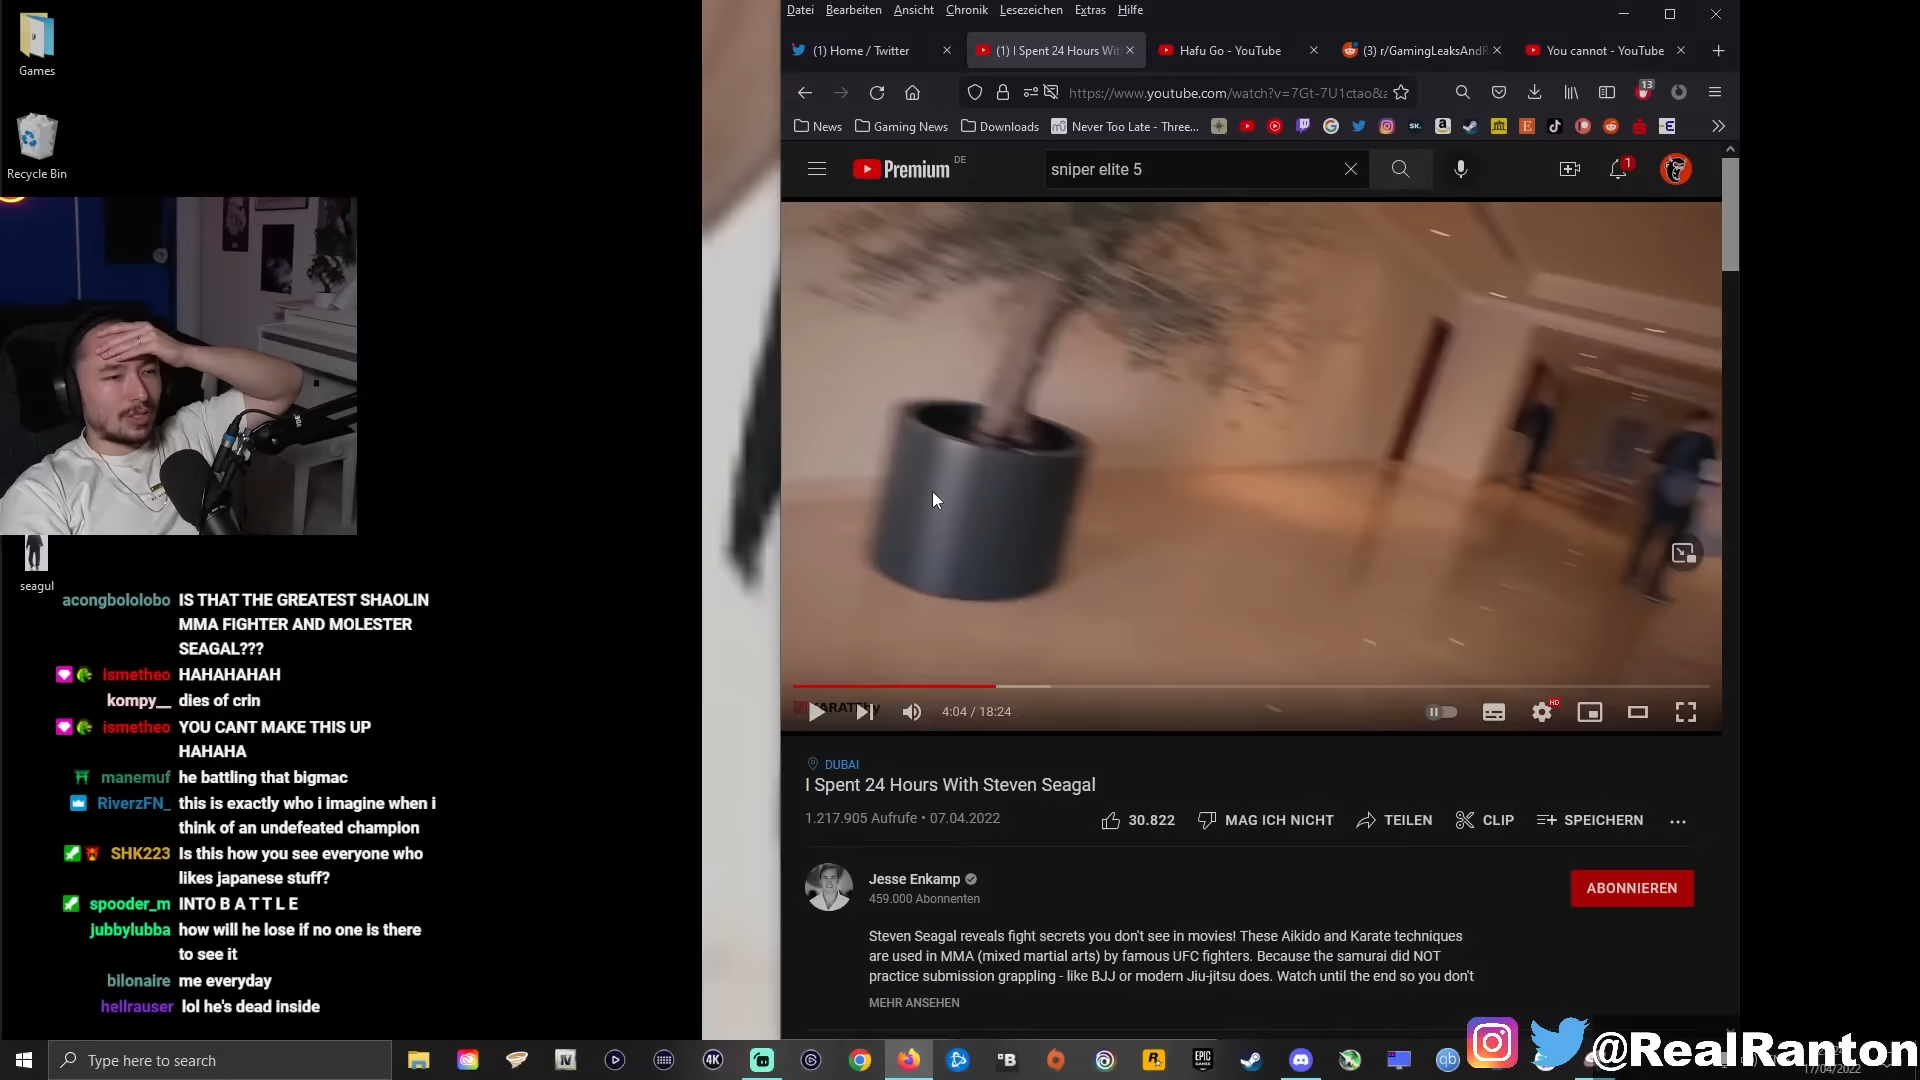 Games
Recycle Bin
seagul
acongbololobo IS THAT THE GREATEST SHAOLIN
MMA FIGHTER AND MOLESTER
SEAGAL???
Ismetheo HAHAHAHAH
kompy__ dies of crin
ismetheo YOU CANT MAKE THIS UP
HAHAHA
manemuf he battling that bigmac
RiverzFN_ this is exactly who i imagine when i
think of an undefeated champion
SHK223 Is this how you see everyone who
likes japanese stuff?
spooder_m INTO B A T T L E
jubbylubba how will he lose if no one is there
to see it
bilonaire me everyday
hellrauser lol he's dead inside
Datei Bearbeiten Ansicht Chronik Lesezeichen Extras Hilfe
(1) Home / Twitter
(1) I Spent 24 Hours Wit
Hafu Go - YouTube
(3) r/GamingLeaksAndR
You cannot - YouTube
https://www.youtube.com/watch?v=7Gt-7U1ctao&
13
News Gaming News Downloads Never Too Late - Three...
Premium DE
sniper elite 5
1
4:04 / 18:24
HD
DUBAI
I Spent 24 Hours With Steven Seagal
1.217.905 Aufrufe • 07.04.2022
30.822 MAG ICH NICHT TEILEN CLIP SPEICHERN
Jesse Enkamp
459.000 Abonnenten
ABONNIEREN
Steven Seagal reveals fight secrets you don't see in movies! These Aikido and Karate techniques
are used in MMA (mixed martial arts) by famous UFC fighters. Because the samurai did NOT
practice submission grappling - like BJJ or modern Jiu-jitsu does. Watch until the end so you don't
MEHR ANSEHEN
Type here to search
4K
EPIC
@RealRanton
17/04/2022